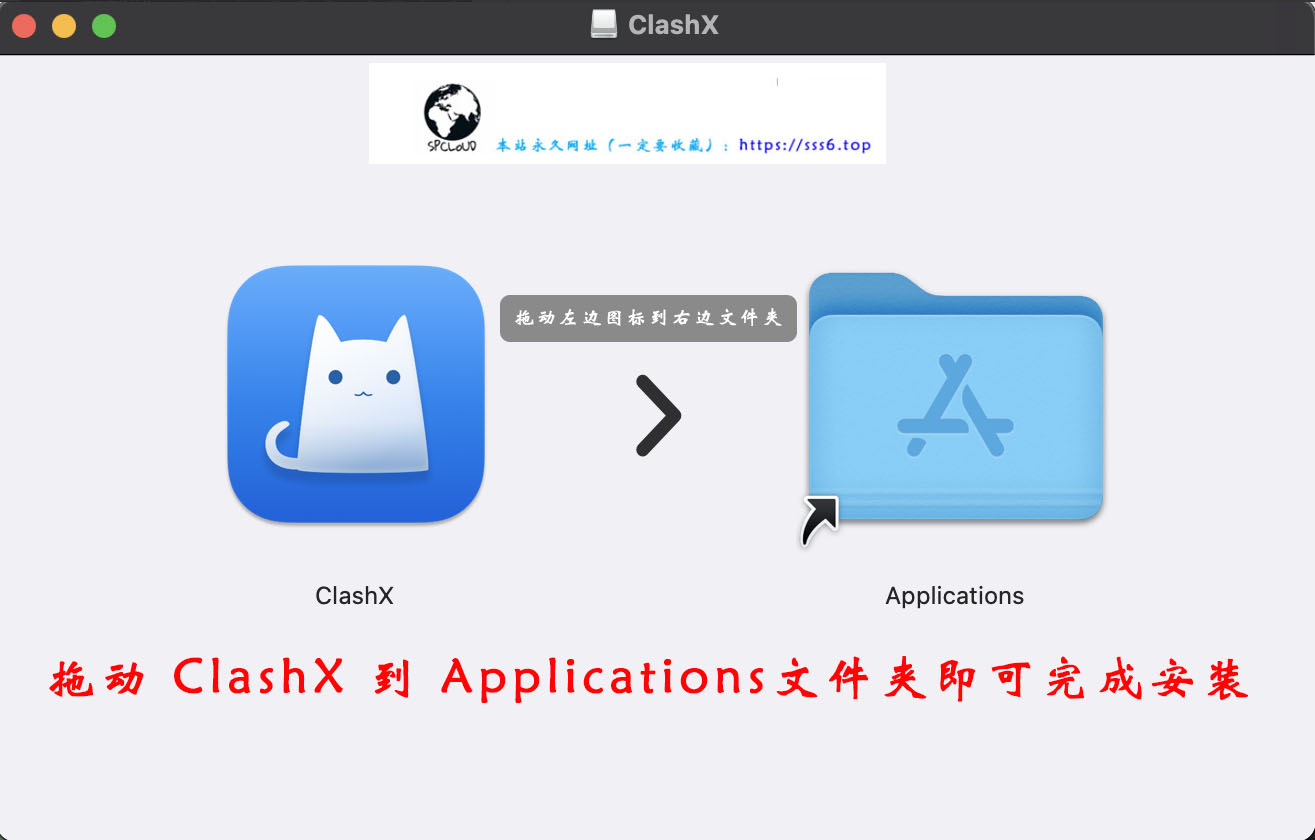 ClashX
SPCLOUD
本站永久网址（一定要收藏）：https://sss6.top
拖动左边图标到右边文件夹
ClashX
Applications
拖动 ClashX 到 Applications文件夹即可完成安装